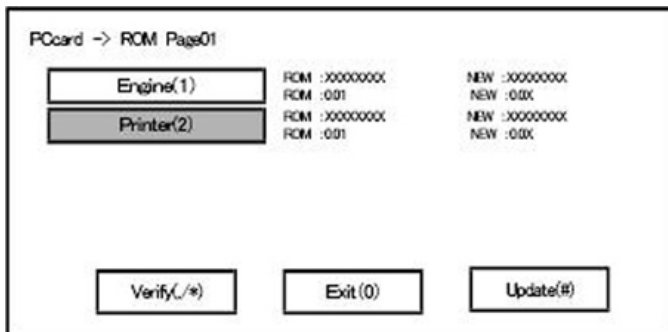 PCcard -> ROM Page01
Engine(1)
ROM :XXXXXXXX NEW :XXXXXXXX
ROM :0.01 NEW :0.0X
Printer(2)
ROM :XXXXXXXX NEW :XXXXXXXX
ROM :0.01 NEW :0.0X
Verify(./*) Exit(0) Update(#)